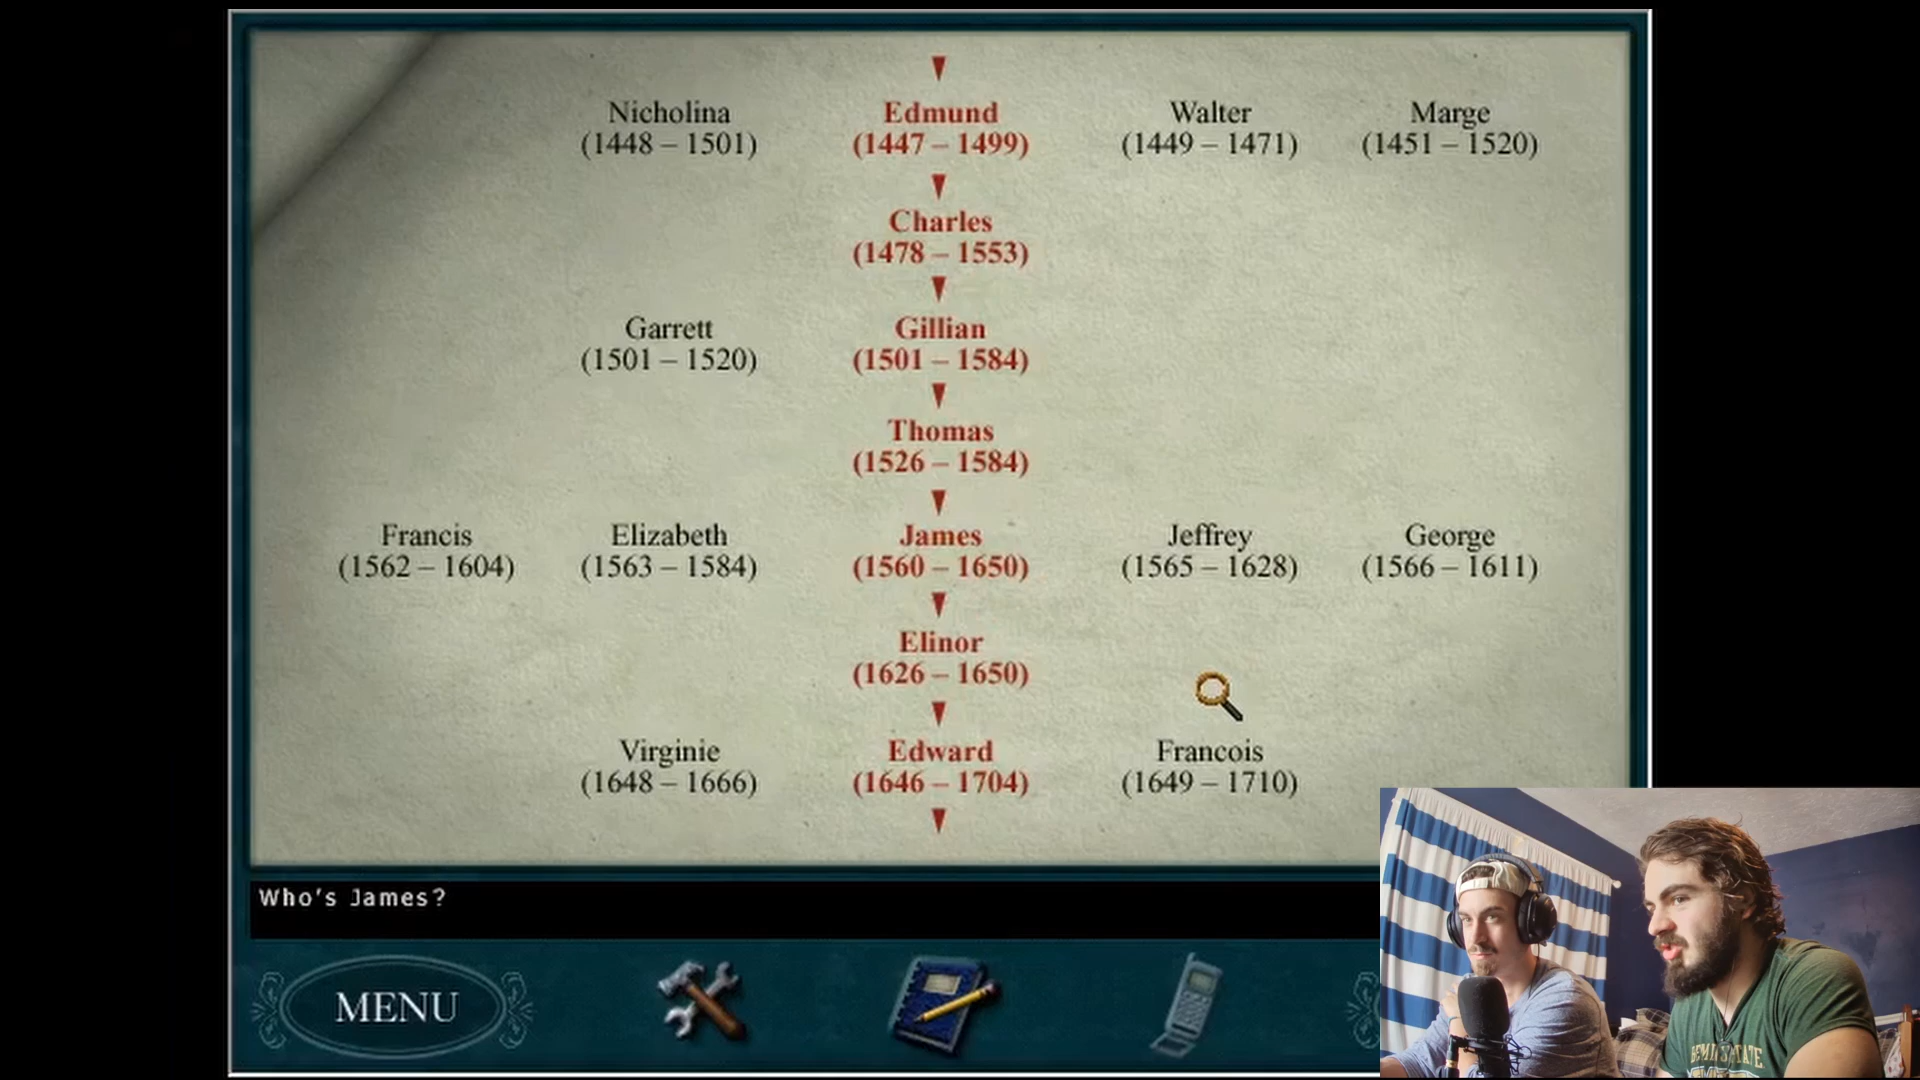 Nicholina Edmund Walter Marge
(1448 – 1501) (1447 – 1499) (1449 – 1471) (1451 – 1520)
Charles
(1478 – 1553)
Garrett Gillian
(1501 – 1520) (1501 – 1584)
Thomas
(1526 – 1584)
Francis Elizabeth James Jeffrey George
(1562 – 1604) (1563 – 1584) (1560 – 1650) (1565 – 1628) (1566 – 1611)
Elinor
(1626 – 1650)
Virginie Edward Francois
(1648 – 1666) (1646 – 1704) (1649 – 1710)
Who's James?
MENU